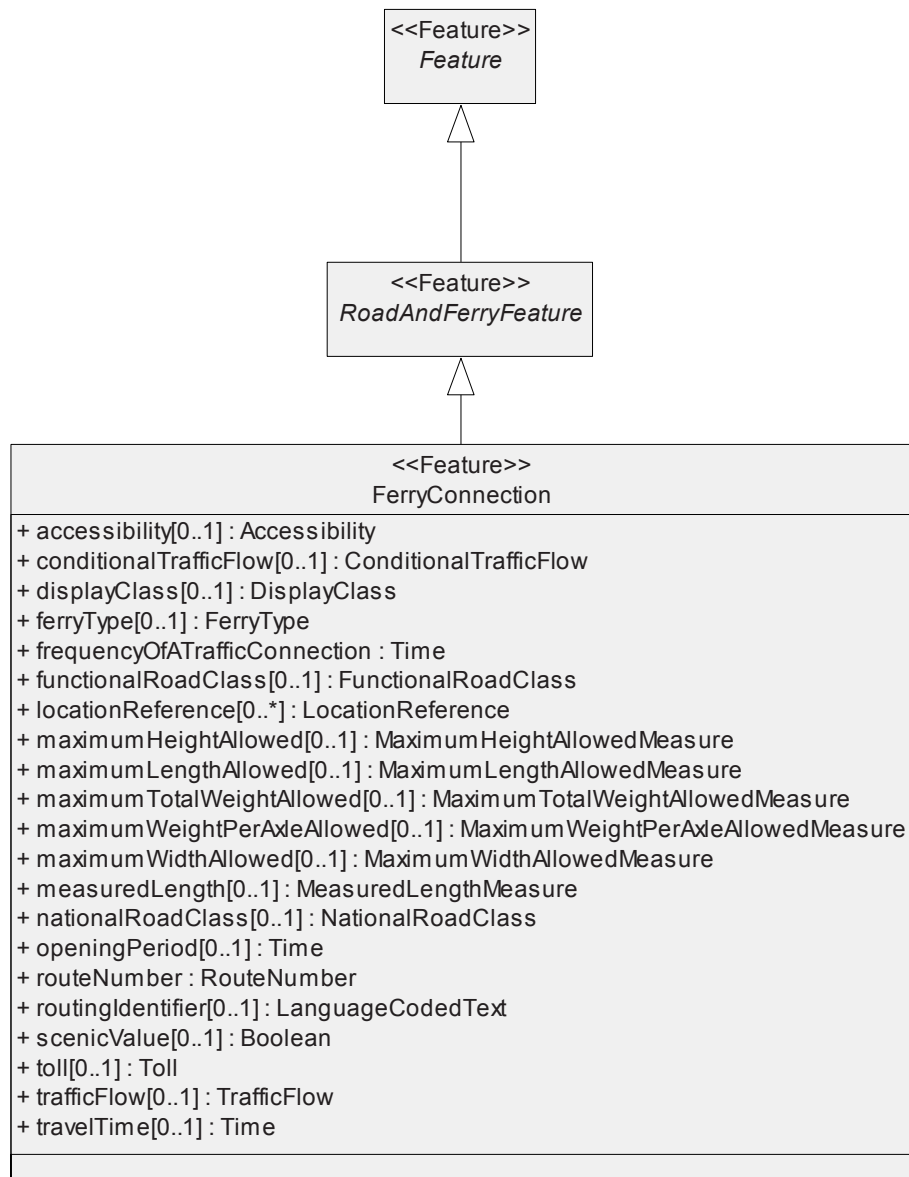 <<Feature>>
Feature
<<Feature>>
RoadAndFerryFeature
<<Feature>>
FerryConnection
+ accessibility[0..1] : Accessibility
+ conditionalTrafficFlow[0..1] : ConditionalTrafficFlow
+ displayClass[0..1] : DisplayClass
+ ferryType[0..1] : FerryType
+ frequencyOfATrafficConnection : Time
+ functionalRoadClass[0..1] : FunctionalRoadClass
+ locationReference[0..*] : LocationReference
+ maximumHeightAllowed[0..1] : MaximumHeightAllowedMeasure
+ maximumLengthAllowed[0..1] : MaximumLengthAllowedMeasure
+ maximumTotalWeightAllowed[0..1] : MaximumTotalWeightAllowedMeasure
+ maximumWeightPerAxleAllowed[0..1] : MaximumWeightPerAxleAllowedMeasure
+ maximumWidthAllowed[0..1] : MaximumWidthAllowedMeasure
+ measuredLength[0..1] : MeasuredLengthMeasure
+ nationalRoadClass[0..1] : NationalRoadClass
+ openingPeriod[0..1] : Time
+ routeNumber : RouteNumber
+ routingIdentifier[0..1] : LanguageCodedText
+ scenicValue[0..1] : Boolean
+ toll[0..1] : Toll
+ trafficFlow[0..1] : TrafficFlow
+ travelTime[0..1] : Time